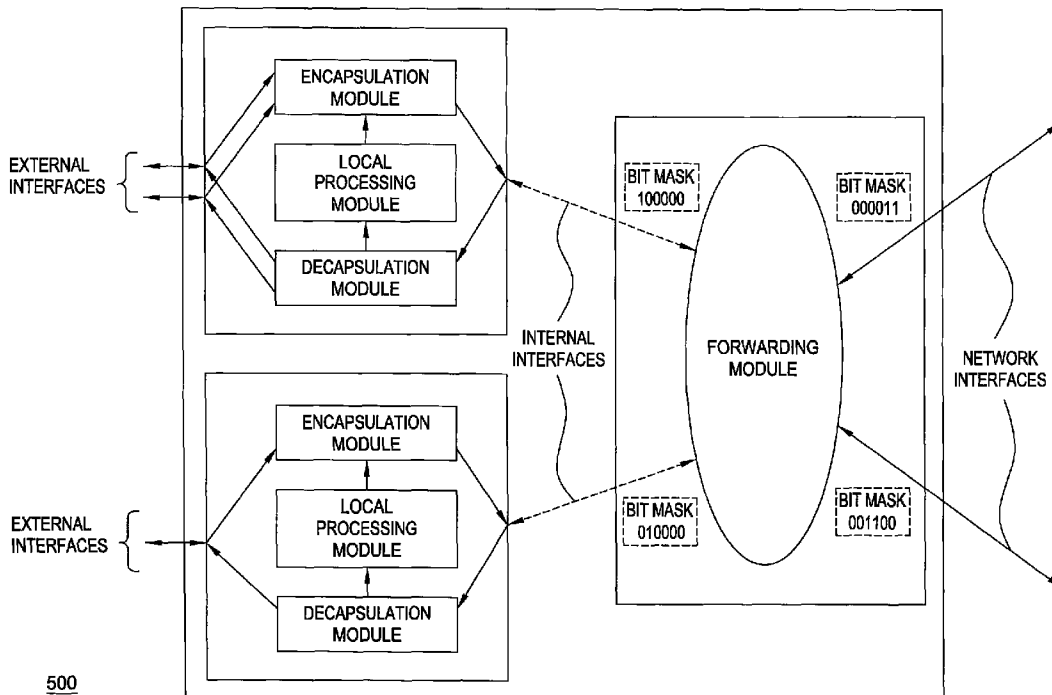 ENCAPSULATION
MODULE
EXTERNAL
INTERFACES
LOCAL
PROCESSING
MODULE
DECAPSULATION
MODULE
BIT MASK
100000
BIT MASK
000011
INTERNAL
INTERFACES
FORWARDING
MODULE
NETWORK
INTERFACES
ENCAPSULATION
MODULE
EXTERNAL
INTERFACES
LOCAL
PROCESSING
MODULE
DECAPSULATION
MODULE
BIT MASK
010000
BIT MASK
001100
500